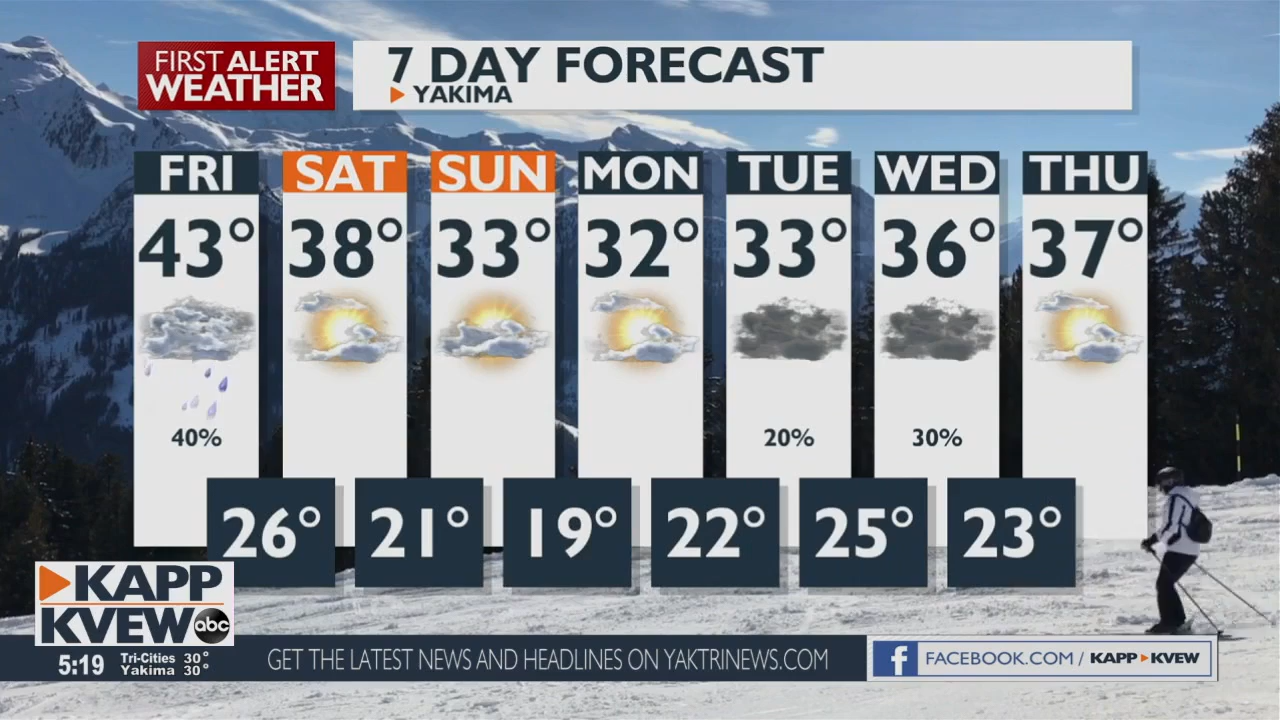 FIRST ALERT
WEATHER
7 DAY FORECAST
YAKIMA
FRI SAT SUN MON TUE WED THU
43° 38° 33° 32° 33° 36° 37°
40% 20% 30%
26° 21° 19° 22° 25° 23°
KAPP
KVEW abc
5:19 Tri-Cities 30°
Yakima 30°
GET THE LATEST NEWS AND HEADLINES ON YAKTRINEWS.COM
f FACEBOOK.COM / KAPP KVEW